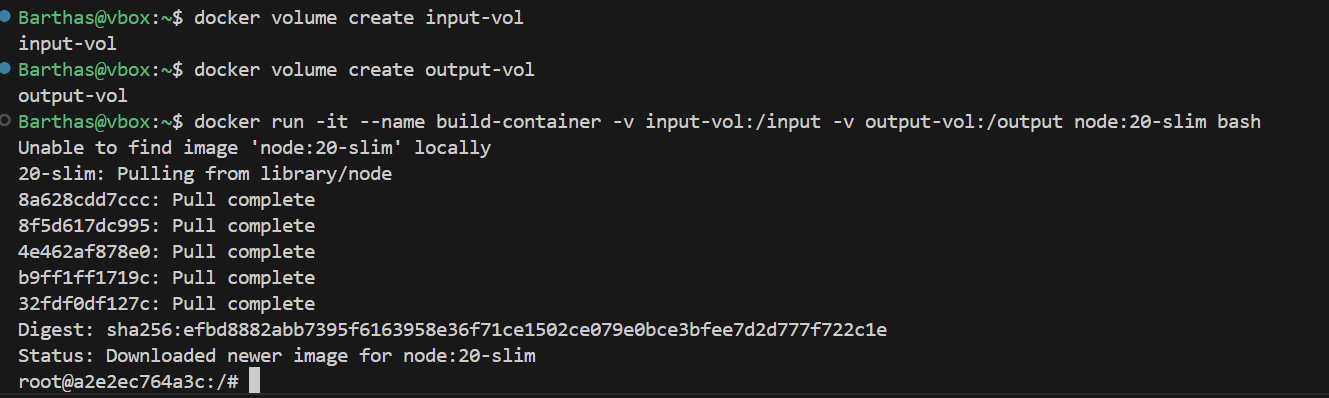 Barthas@vbox:~$ docker volume create input-vol
input-vol
Barthas@vbox:~$ docker volume create output-vol
output-vol
Barthas@vbox:~$ docker run -it --name build-container -v input-vol:/input -v output-vol:/output node:20-slim bash
Unable to find image 'node:20-slim' locally
20-slim: Pulling from library/node
8a628cdd7ccc: Pull complete
8f5d617dc995: Pull complete
4e462af878e0: Pull complete
b9ff1ff1719c: Pull complete
32fdf0df127c: Pull complete
Digest: sha256:efbd8882abb7395f6163958e36f71ce1502ce079e0bce3bfee7d2d777f722c1e
Status: Downloaded newer image for node:20-slim
root@a2e2ec764a3c:/#